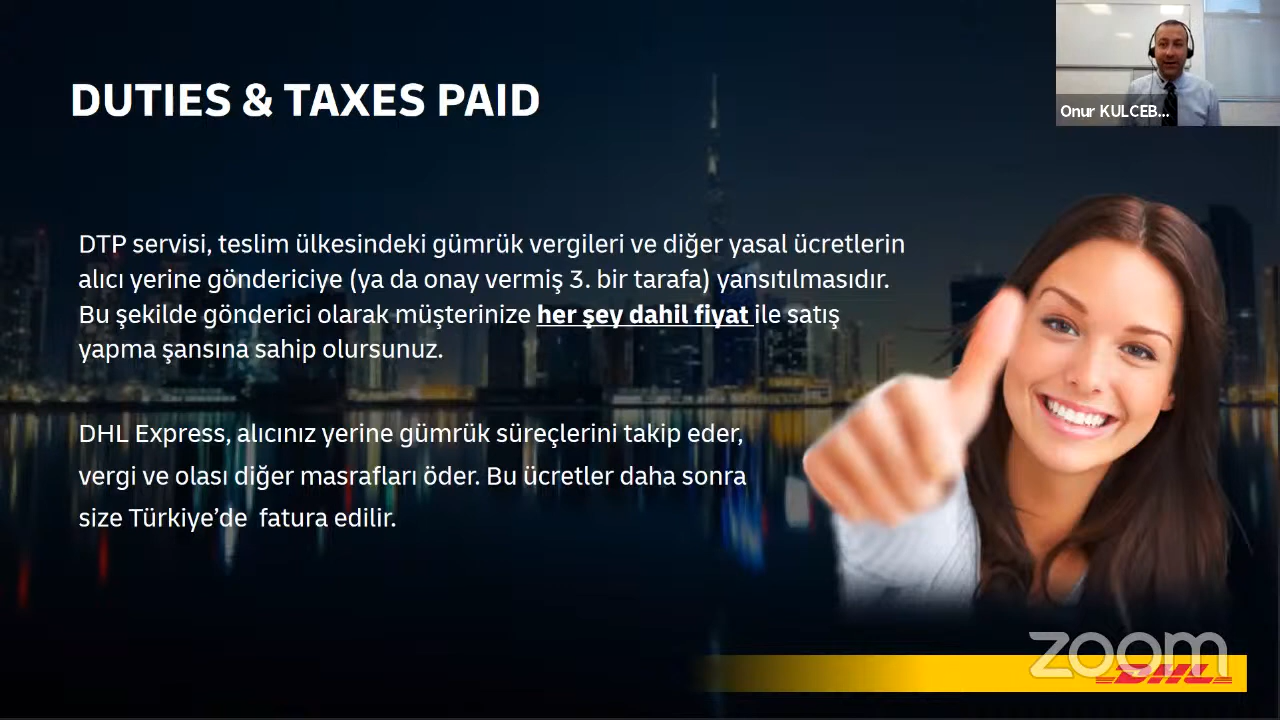 DUTIES & TAXES PAID
Onur KULCEB...
DTP servisi, teslim ülkesindeki gümrük vergileri ve diğer yasal ücretlerin
alıcı yerine göndericiye (ya da onay vermiş 3. bir tarafa) yansıtılmasıdır.
Bu şekilde gönderici olarak müşterinize her şey dahil fiyat ile satış
yapma şansına sahip olursunuz.
DHL Express, alıcınız yerine gümrük süreçlerini takip eder,
vergi ve olası diğer masrafları öder. Bu ücretler daha sonra
size Türkiye’de  fatura edilir.
zoom
DHL